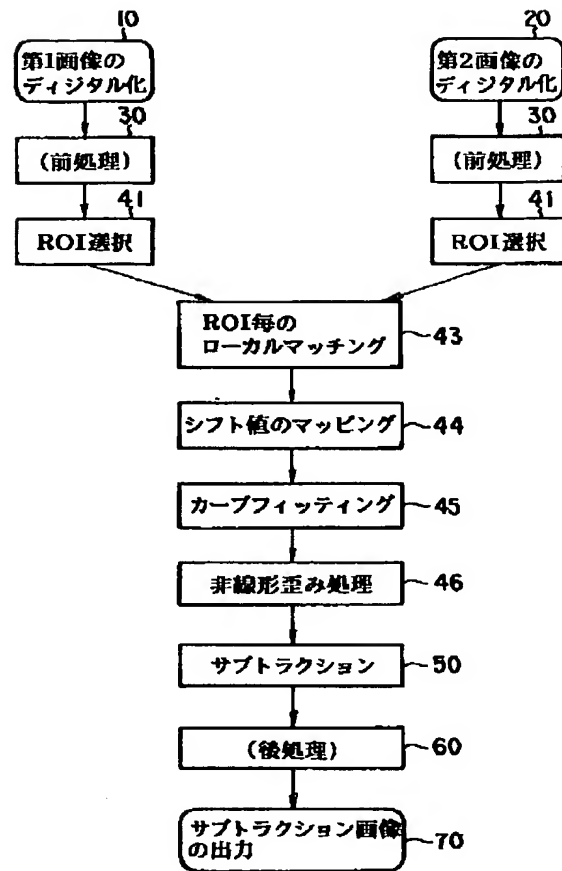 10
第1画像の
ディジタル化
30
(前処理)
41
ROI選択
20
第2画像の
ディジタル化
30
(前処理)
41
ROI選択
ROI毎の
ローカルマッチング
43
シフト値のマッピング
44
カーブフィッティング
45
非線形歪み処理
46
サブトラクション
50
(後処理)
60
サブトラクション画像
の出力
70